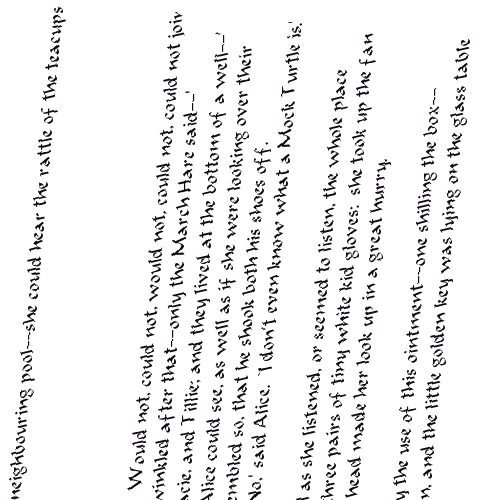 neighbouring pool--she could hear the rattle of the teacups
Would not, could not, would not, could not, could not join
winkled after that--only the March Hare said--'
acie, and Tillie; and they lived at the bottom of a well--'
Alice could see, as well as if she were looking over their
embled so, that he shook both his shoes off.
No,' said Alice. `I don't even know what a Mock Turtle is.'
as she listened, or seemed to listen, the whole place
three pairs of tiny white kid gloves: she took up the fan
head made her look up in a great hurry.
the use of this ointment--one shilling the box--
and the little golden key was lying on the glass table